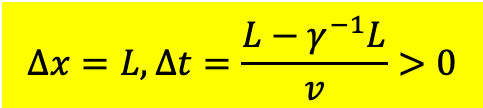 Δx = L, Δt = (L − γ⁻¹L)/v > 0